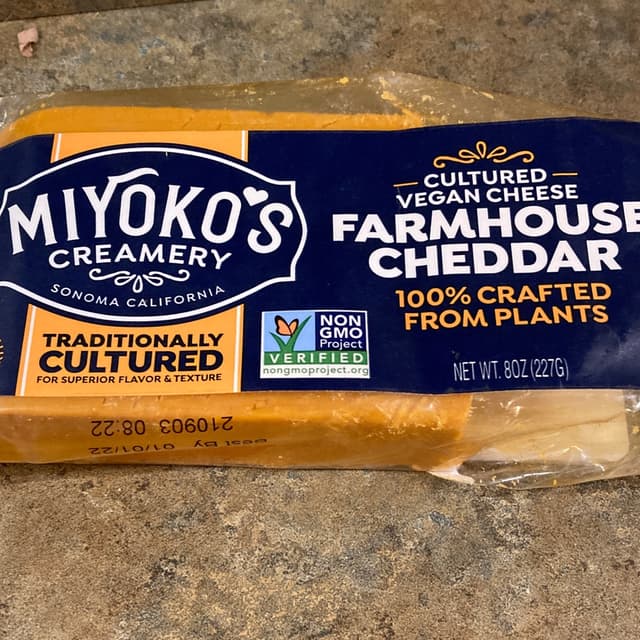 MIYOKO'S
CREAMERY
SONOMA CALIFORNIA
TRADITIONALLY
CULTURED
FOR SUPERIOR FLAVOR & TEXTURE
NON
GMO
Project
VERIFIED
nongmoproject.org
CULTURED
VEGAN CHEESE
FARMHOUSE
CHEDDAR
100% CRAFTED
FROM PLANTS
NET WT. 8OZ (227G)
Best By 01/01/22
210903 08:22